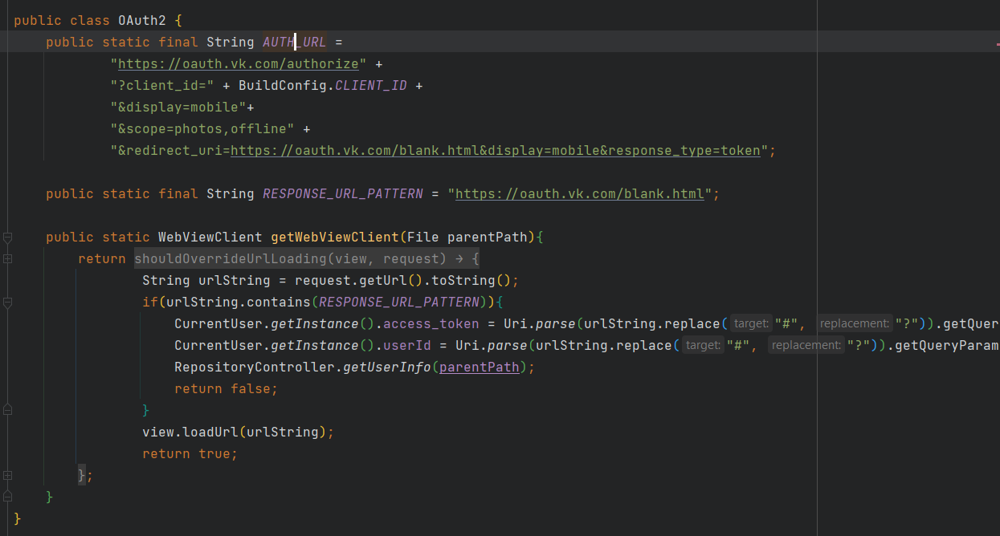 public class OAuth2 {
public static final String AUTH_URL =
"https://oauth.vk.com/authorize" +
"?client_id=" + BuildConfig.CLIENT_ID +
"&display=mobile"+
"&scope=photos,offline" +
"&redirect_uri=https://oauth.vk.com/blank.html&display=mobile&response_type=token";
public static final String RESPONSE_URL_PATTERN = "https://oauth.vk.com/blank.html";
public static WebViewClient getWebViewClient(File parentPath){
return shouldOverrideUrlLoading(view, request) → {
String urlString = request.getUrl().toString();
if(urlString.contains(RESPONSE_URL_PATTERN)){
CurrentUser.getInstance().access_token = Uri.parse(urlString.replace( target: "#", replacement: "?")).getQuer
CurrentUser.getInstance().userId = Uri.parse(urlString.replace( target: "#", replacement: "?")).getQueryParam
RepositoryController.getUserInfo(parentPath);
return false;
}
view.loadUrl(urlString);
return true;
};
}
}